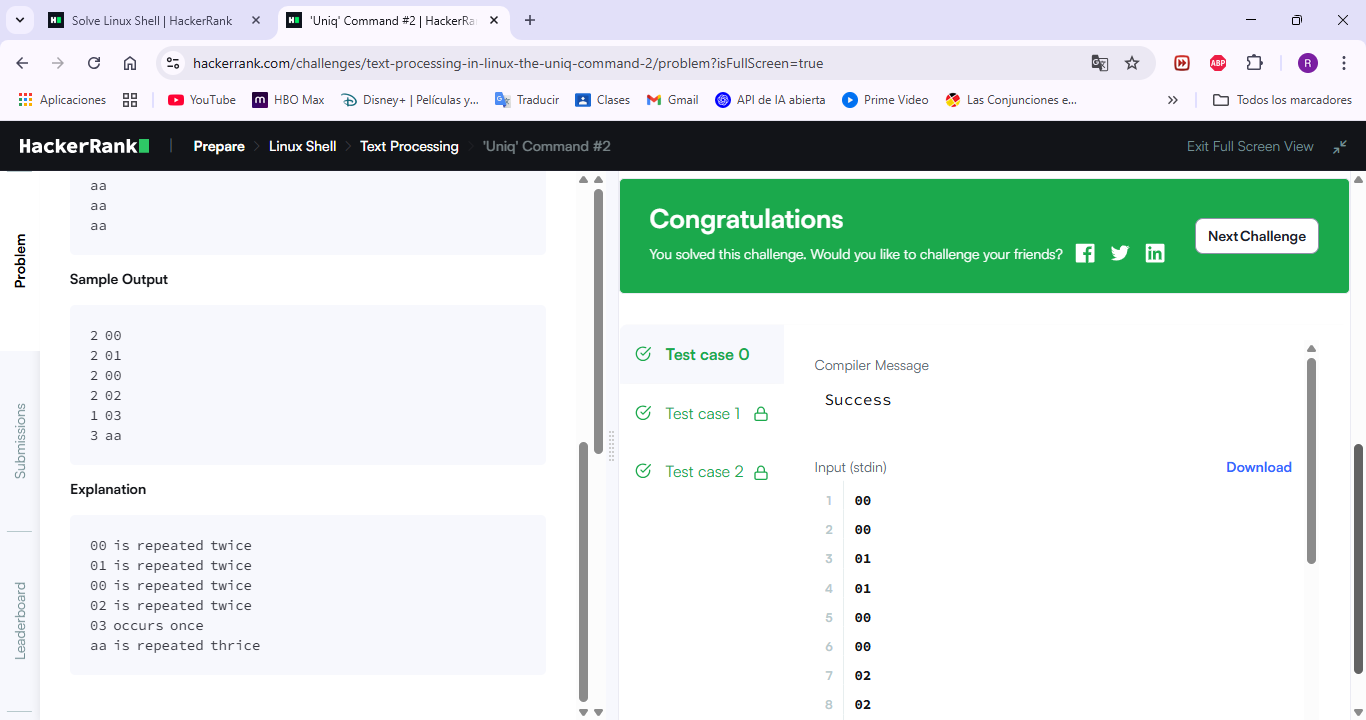 Solve Linux Shell | HackerRank
'Uniq' Command #2 | HackerRa
hackerrank.com/challenges/text-processing-in-linux-the-uniq-command-2/problem?isFullScreen=true
ABP
R
Aplicaciones
YouTube
HBO Max
Disney+ | Películas y...
Traducir
Clases
Gmail
API de IA abierta
Prime Video
Las Conjunciones e...
Todos los marcadores
HackerRank
Prepare
Linux Shell
Text Processing
'Uniq' Command #2
Exit Full Screen View
Problem
Submissions
Leaderboard
aa
aa
aa
Sample Output
2 00
2 01
2 00
2 02
1 03
3 aa
Explanation
00 is repeated twice
01 is repeated twice
00 is repeated twice
02 is repeated twice
03 occurs once
aa is repeated thrice
Congratulations
You solved this challenge. Would you like to challenge your friends?
Next Challenge
Test case 0
Test case 1
Test case 2
Compiler Message
Success
Input (stdin)
Download
1 00
2 00
3 01
4 01
5 00
6 00
7 02
8 02